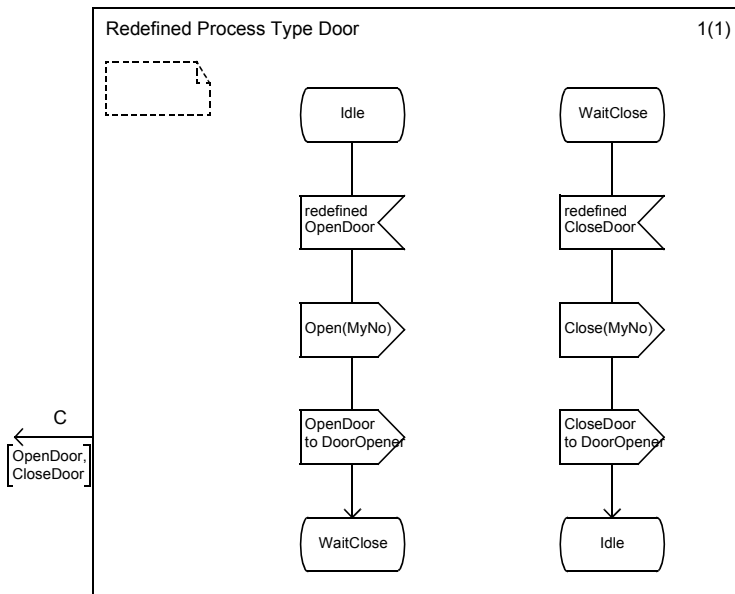 Redefined Process Type Door
1(1)
Idle
redefined
OpenDoor
Open(MyNo)
OpenDoor
to DoorOpener
WaitClose
WaitClose
redefined
CloseDoor
Close(MyNo)
CloseDoor
to DoorOpener
Idle
C
OpenDoor,
CloseDoor